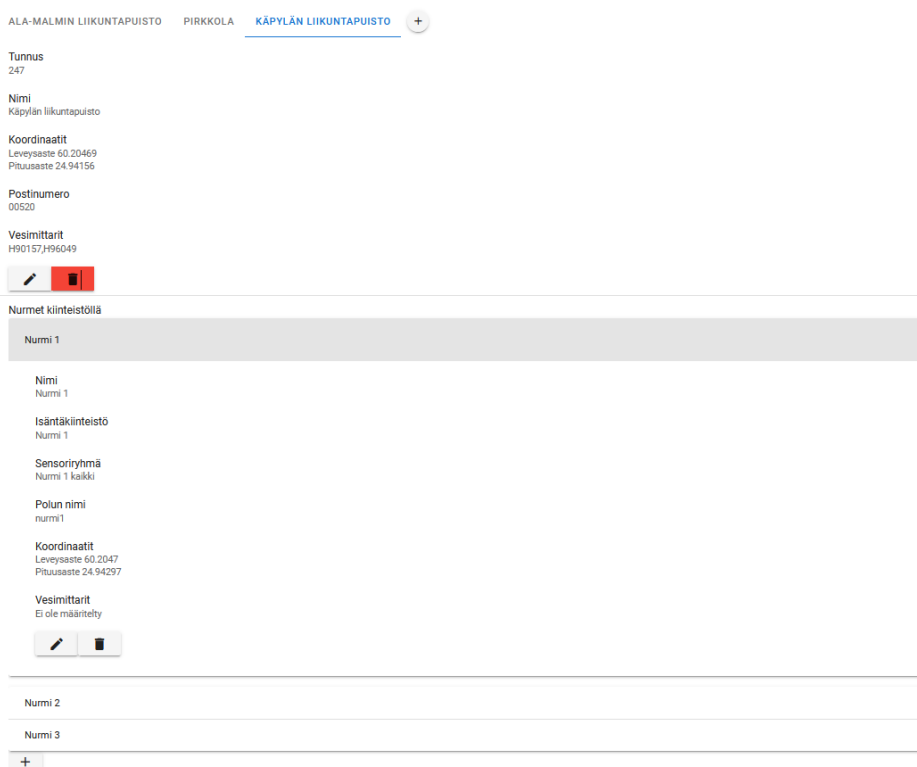 ALA-MALMIN LIIKUNTAPUISTO PIRKKOLA KÄPYLÄN LIIKUNTAPUISTO +
Tunnus
247
Nimi
Käpylän liikuntapuisto
Koordinaatit
Leveysaste 60.20469
Pituusaste 24.94156
Postinumero
00520
Vesimittarit
H90157,H96049
Nurmet kiinteistöllä
Nurmi 1
Nimi
Nurmi 1
Isäntäkiinteistö
Nurmi 1
Sensoriryhmä
Nurmi 1 kaikki
Polun nimi
nurmi1
Koordinaatit
Leveysaste 60.2047
Pituusaste 24.94297
Vesimittarit
Ei ole määritelty
Nurmi 2
Nurmi 3
+